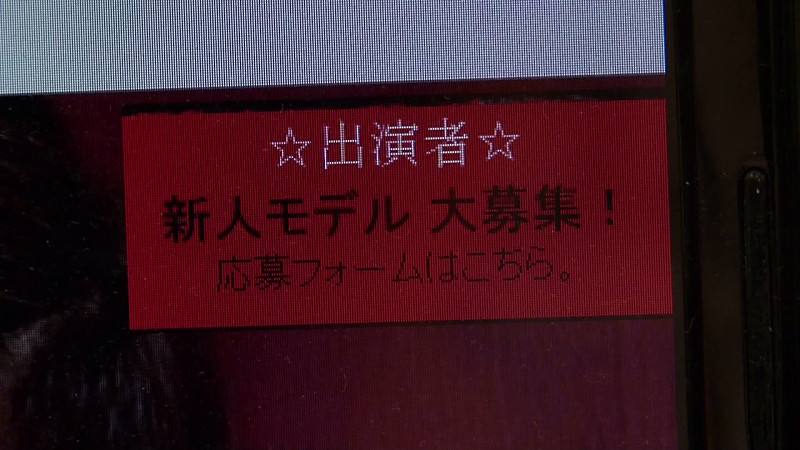 ☆出演者☆
新人モデル 大募集！
応募フォームはこちら。